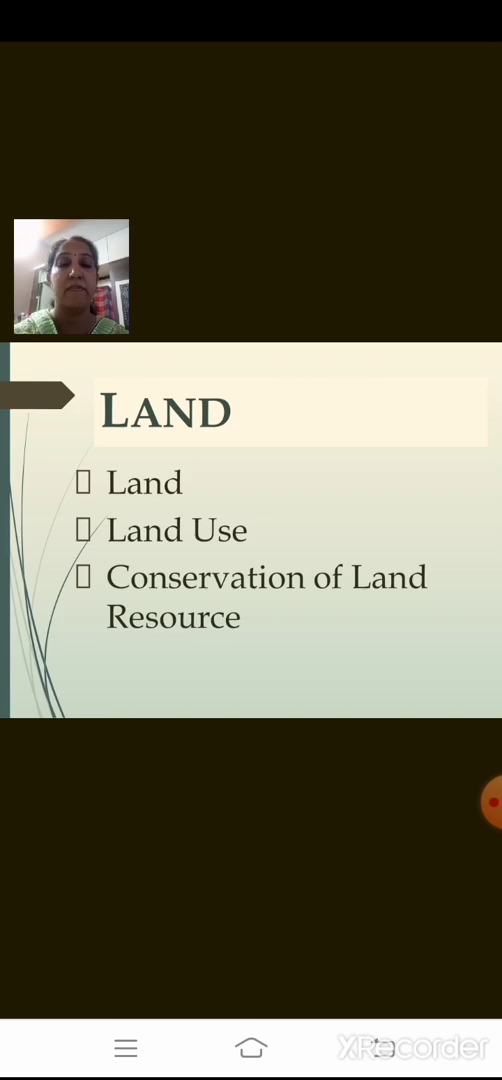 LAND
Land
Land Use
Conservation of Land
Resource
XRecorder